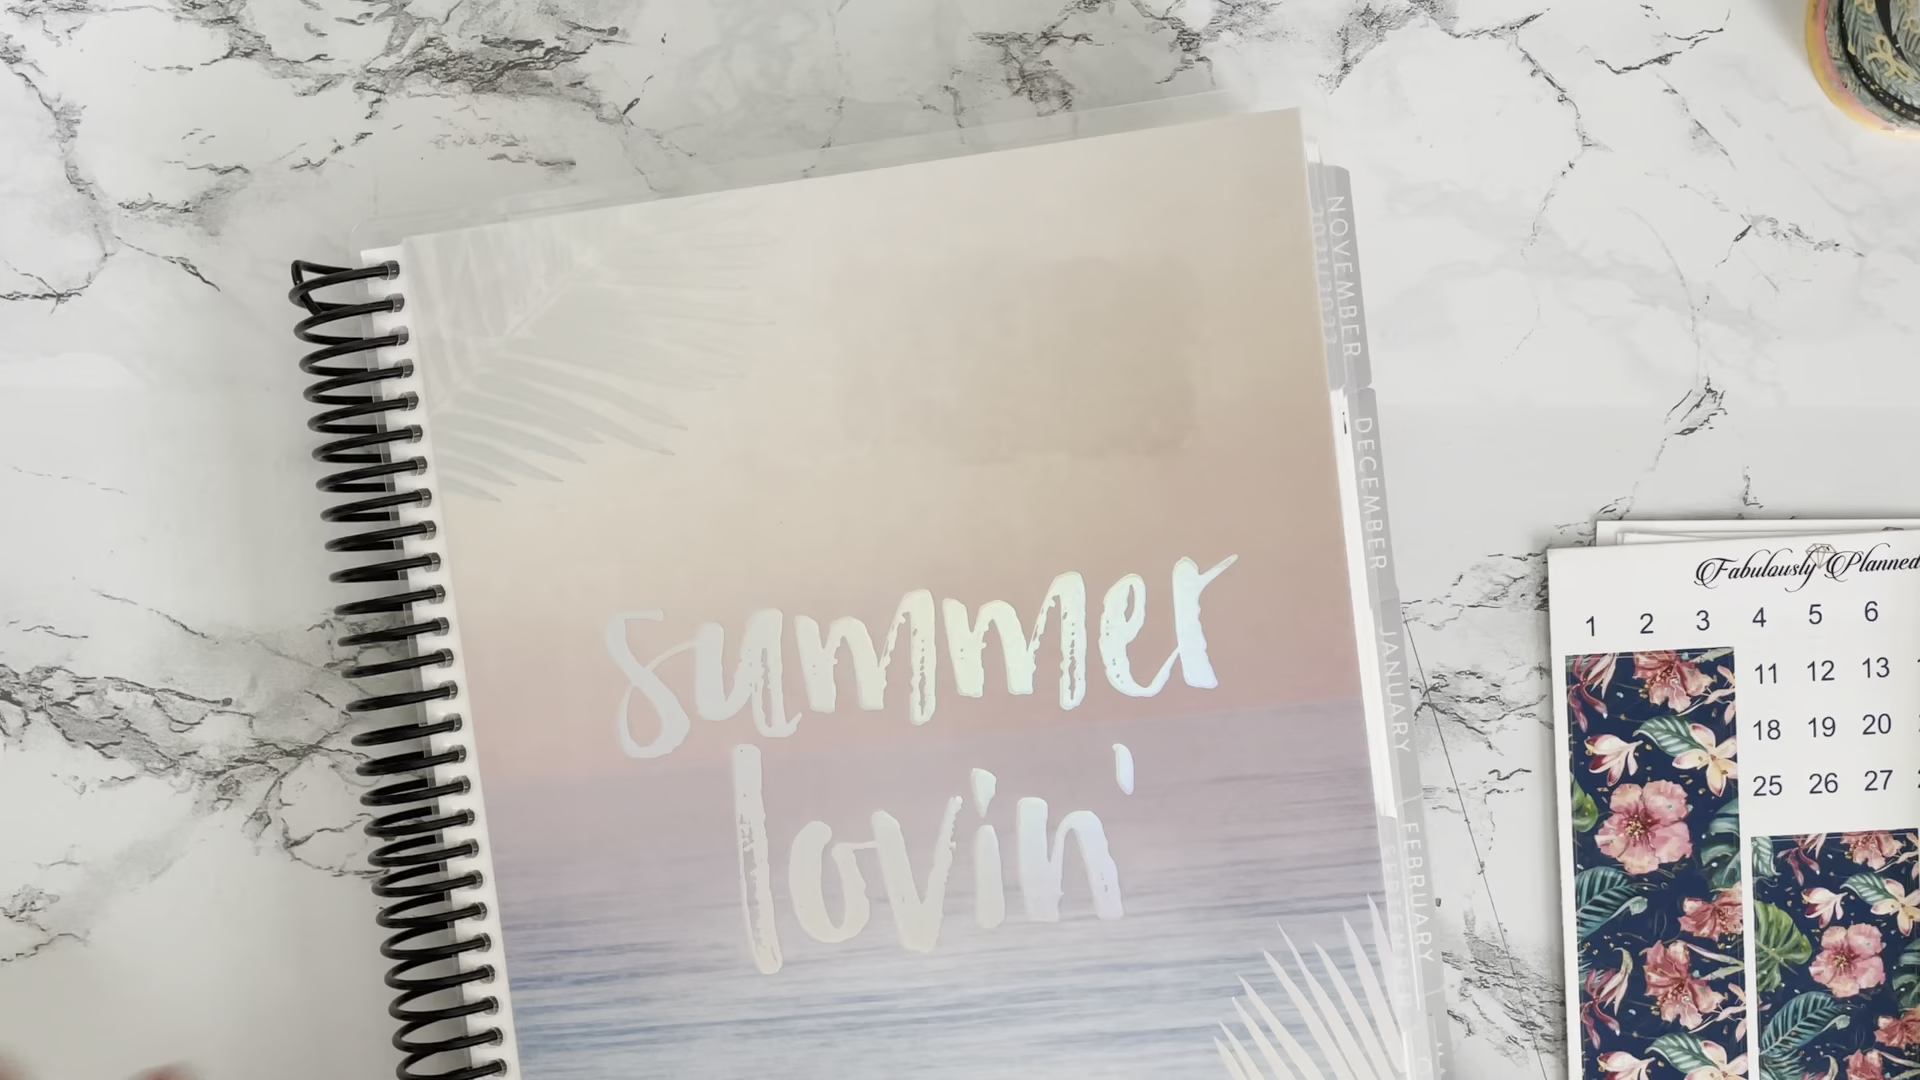 summer
lovin'
NOVEMBER
DECEMBER
JANUARY
FEBRUARY
Fabulously Planned
1 2 3 4 5 6
11 12 13
18 19 20
25 26 27